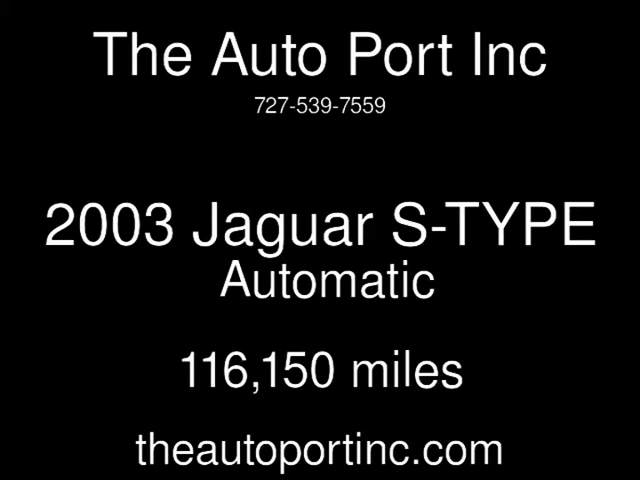 The Auto Port Inc
727-539-7559
2003 Jaguar S-TYPE
Automatic
116,150 miles
theautoportinc.com